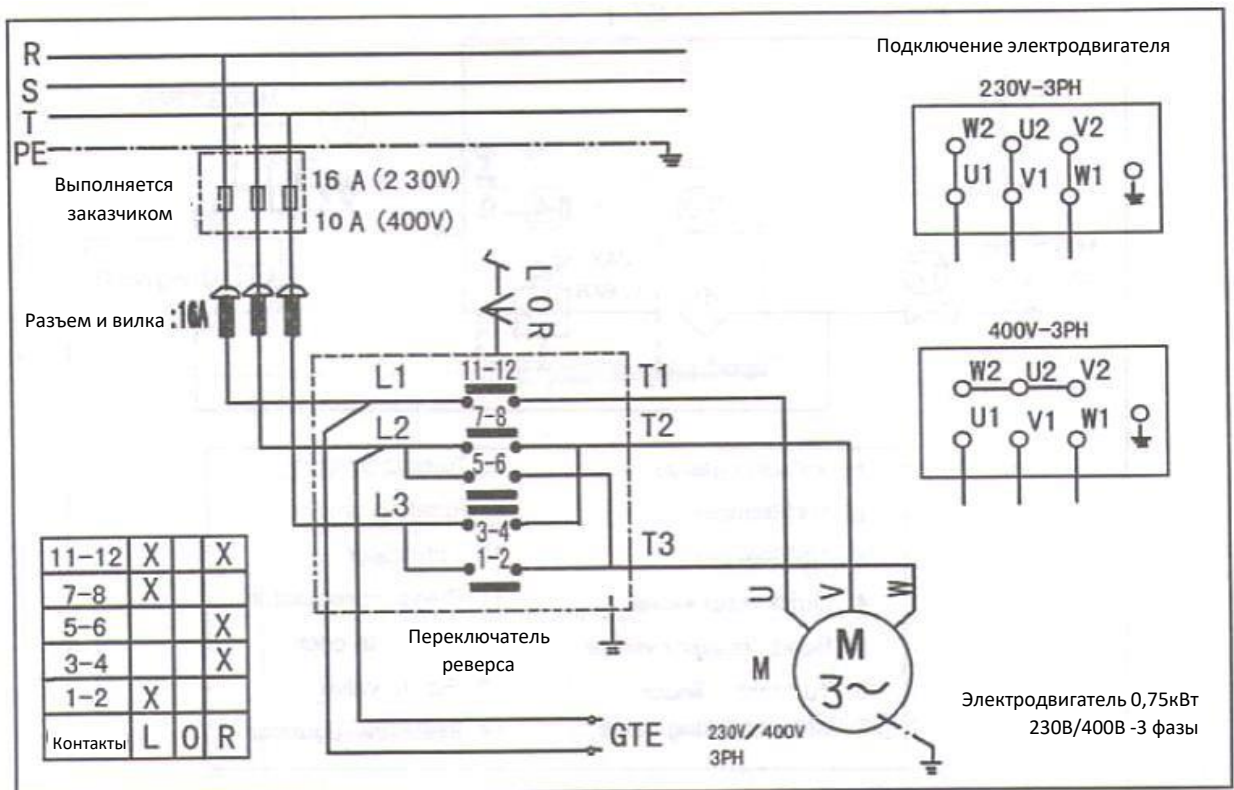 R
S
T
PE
Выполняется
заказчиком
16 A (230V)
10 A (400V)
Разъем и вилка :16A
L O R
L1
11-12
T1
7-8
L2
T2
5-6
L3
3-4
T3
1-2
Переключатель
реверса
U
V
W
M
M
3~
GTE
230V/400V
3PH
Электродвигатель 0,75кВт
230В/400В -3 фазы
11-12 X X
7-8 X
5-6 X
3-4 X
1-2 X
Контакты L O R
Подключение электродвигателя
230V-3PH
W2 U2 V2
U1 V1 W1
400V-3PH
W2 U2 V2
U1 V1 W1